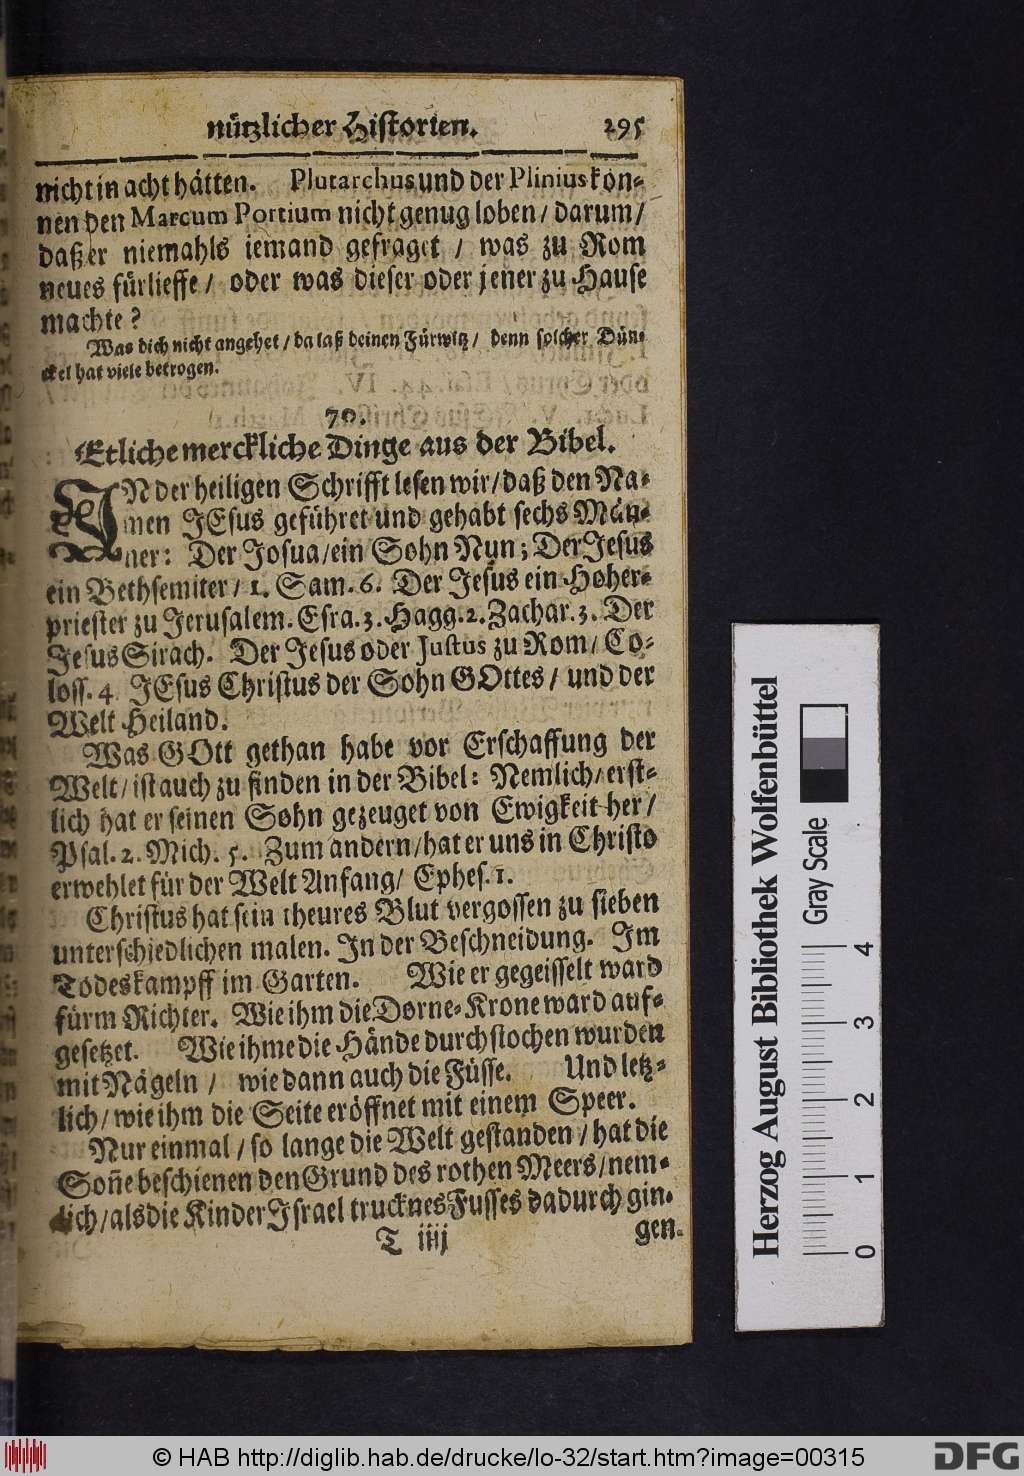 nützlicher Historien. 295
nicht in acht hätten. Plutarchus und der Plinius kön-
nen den Marcum Portium nicht genug loben / darum /
daß er niemahls iemand gefraget / was zu Rom
neues fürlieffe / oder was dieser oder jener zu Hause
machte ?
Was dich nicht angehet / da laß deinen Fürwitz / denn solcher Dün-
ckel hat viele betrogen.
70.
Etliche merckliche Dinge aus der Bibel.
IN der heiligen Schrifft lesen wir / daß den Na-
men JEsus geführet und gehabt sechs Män-
ner: Der Josua / ein Sohn Nun ; Der Jesus
ein Bethsemiter / 1. Sam. 6. Der Jesus ein Hoher-
priester zu Jerusalem. Esra. 3. Hagg. 2. Zachar. 3. Der
Jesus Sirach. Der Jesus oder Justus zu Rom / Co-
loss. 4 JEsus Christus der Sohn GOttes / und der
Welt Heiland.
Was GOtt gethan habe vor Erschaffung der
Welt / ist auch zu finden in der Bibel: Nemlich / erst-
lich hat er seinen Sohn gezeuget von Ewigkeit her /
Psal. 2. Mich. 5. Zum andern / hat er uns in Christo
erwehlet für der Welt Anfang / Ephes. 1.
Christus hat sein theures Blut vergossen zu sieben
unterschiedlichen malen. In der Beschneidung. Im
Todeskampff im Garten. Wie er gegeisselt ward
fürm Richter. Wie ihm die Dorne-Krone ward auf-
gesetzet. Wie ihme die Hände durchstochen wurden
mit Nägeln / wie dann auch die Füsse. Und letz-
lich / wie ihm die Seite eröffnet mit einem Speer.
Nur einmal / so lange die Welt gestanden / hat die
Soñe beschienen den Grund des rothen Meers / nem-
lich / als die Kinder Israel trucknes Fusses dadurch gin-
T iiij gen.
Herzog August Bibliothek Wolfenbüttel
Gray Scale
0 1 2 3 4
© HAB http://diglib.hab.de/drucke/lo-32/start.htm?image=00315
DFG